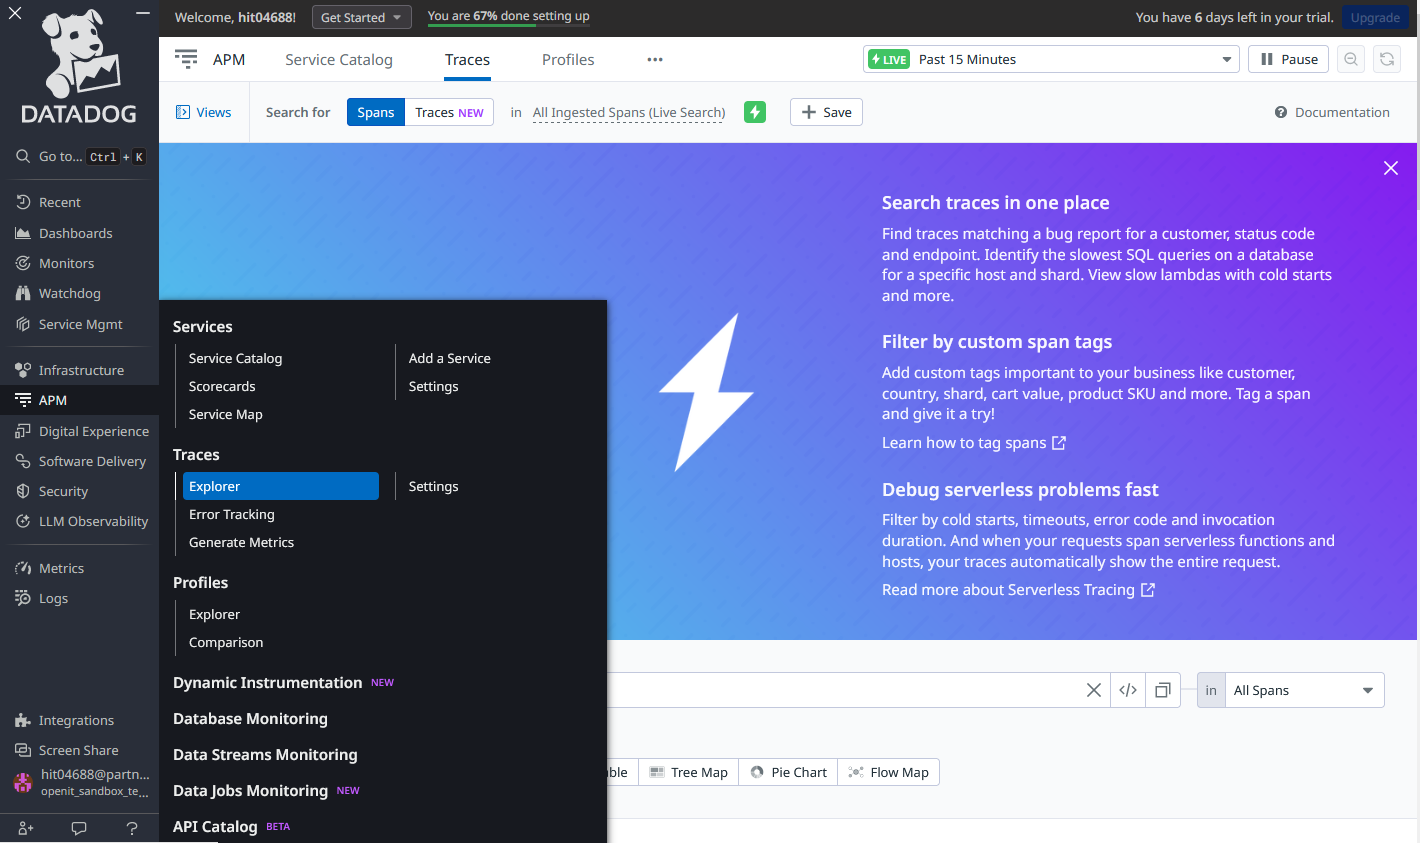 Welcome, hit04688!
Get Started
You are 67% done setting up
You have 6 days left in your trial.
Upgrade
DATADOG
APM
Service Catalog
Traces
Profiles
LIVE
Past 15 Minutes
Pause
Views
Search for
Spans
Traces NEW
in
All Ingested Spans (Live Search)
Save
Documentation
Go to... Ctrl + K
Recent
Dashboards
Monitors
Watchdog
Service Mgmt
Infrastructure
APM
Digital Experience
Software Delivery
Security
LLM Observability
Metrics
Logs
Integrations
Screen Share
hit04688@partn...
openit_sandbox_te...
Services
Service Catalog
Scorecards
Service Map
Add a Service
Settings
Traces
Explorer
Error Tracking
Generate Metrics
Settings
Profiles
Explorer
Comparison
Dynamic Instrumentation NEW
Database Monitoring
Data Streams Monitoring
Data Jobs Monitoring NEW
API Catalog BETA
Search traces in one place
Find traces matching a bug report for a customer, status code
and endpoint. Identify the slowest SQL queries on a database
for a specific host and shard. View slow lambdas with cold starts
and more.
Filter by custom span tags
Add custom tags important to your business like customer,
country, shard, cart value, product SKU and more. Tag a span
and give it a try!
Learn how to tag spans
Debug serverless problems fast
Filter by cold starts, timeouts, error code and invocation
duration. And when your requests span serverless functions and
hosts, your traces automatically show the entire request.
Read more about Serverless Tracing
in
All Spans
ble
Tree Map
Pie Chart
Flow Map